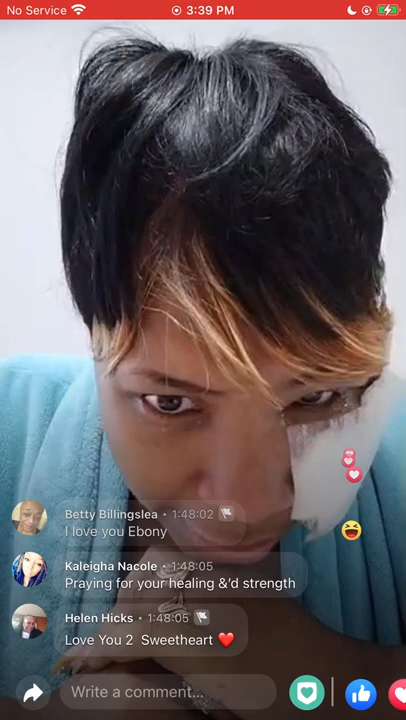 No Service 3:39 PM
Betty Billingslea • 1:48:02
I love you Ebony
Kaleigha Nacole • 1:48:05
Praying for your healing &'d strength
Helen Hicks • 1:48:05
Love You 2 Sweetheart ❤️
Write a comment...